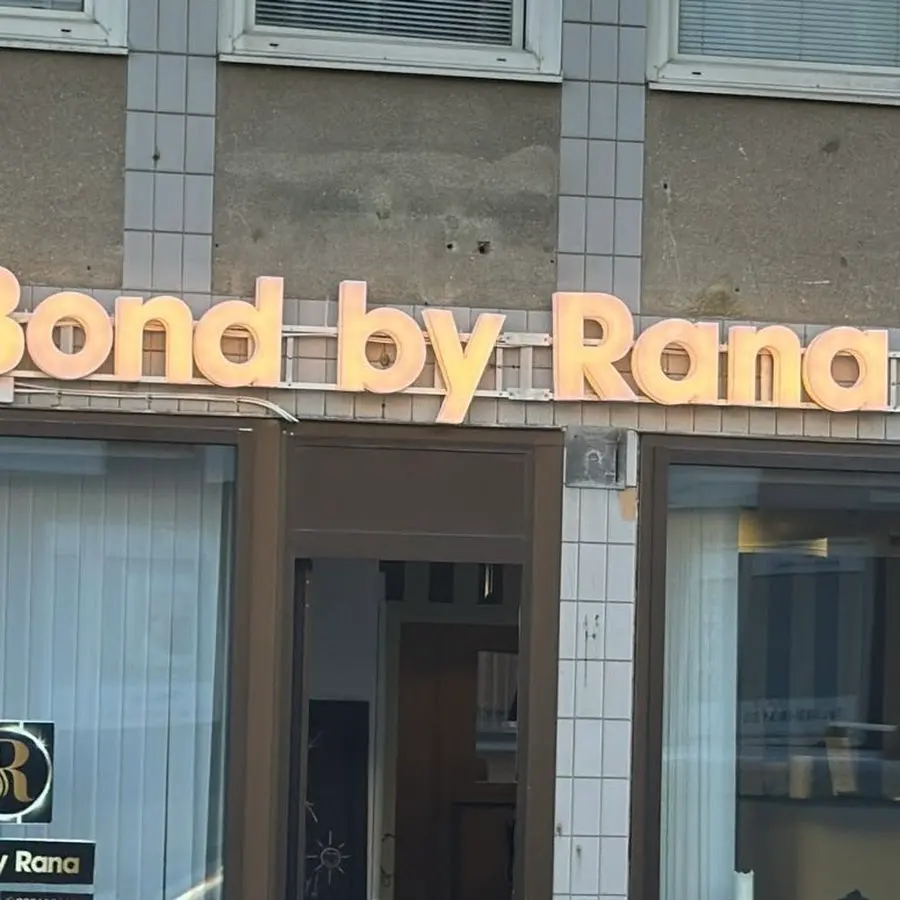 Bond by Rana
R
y Rana